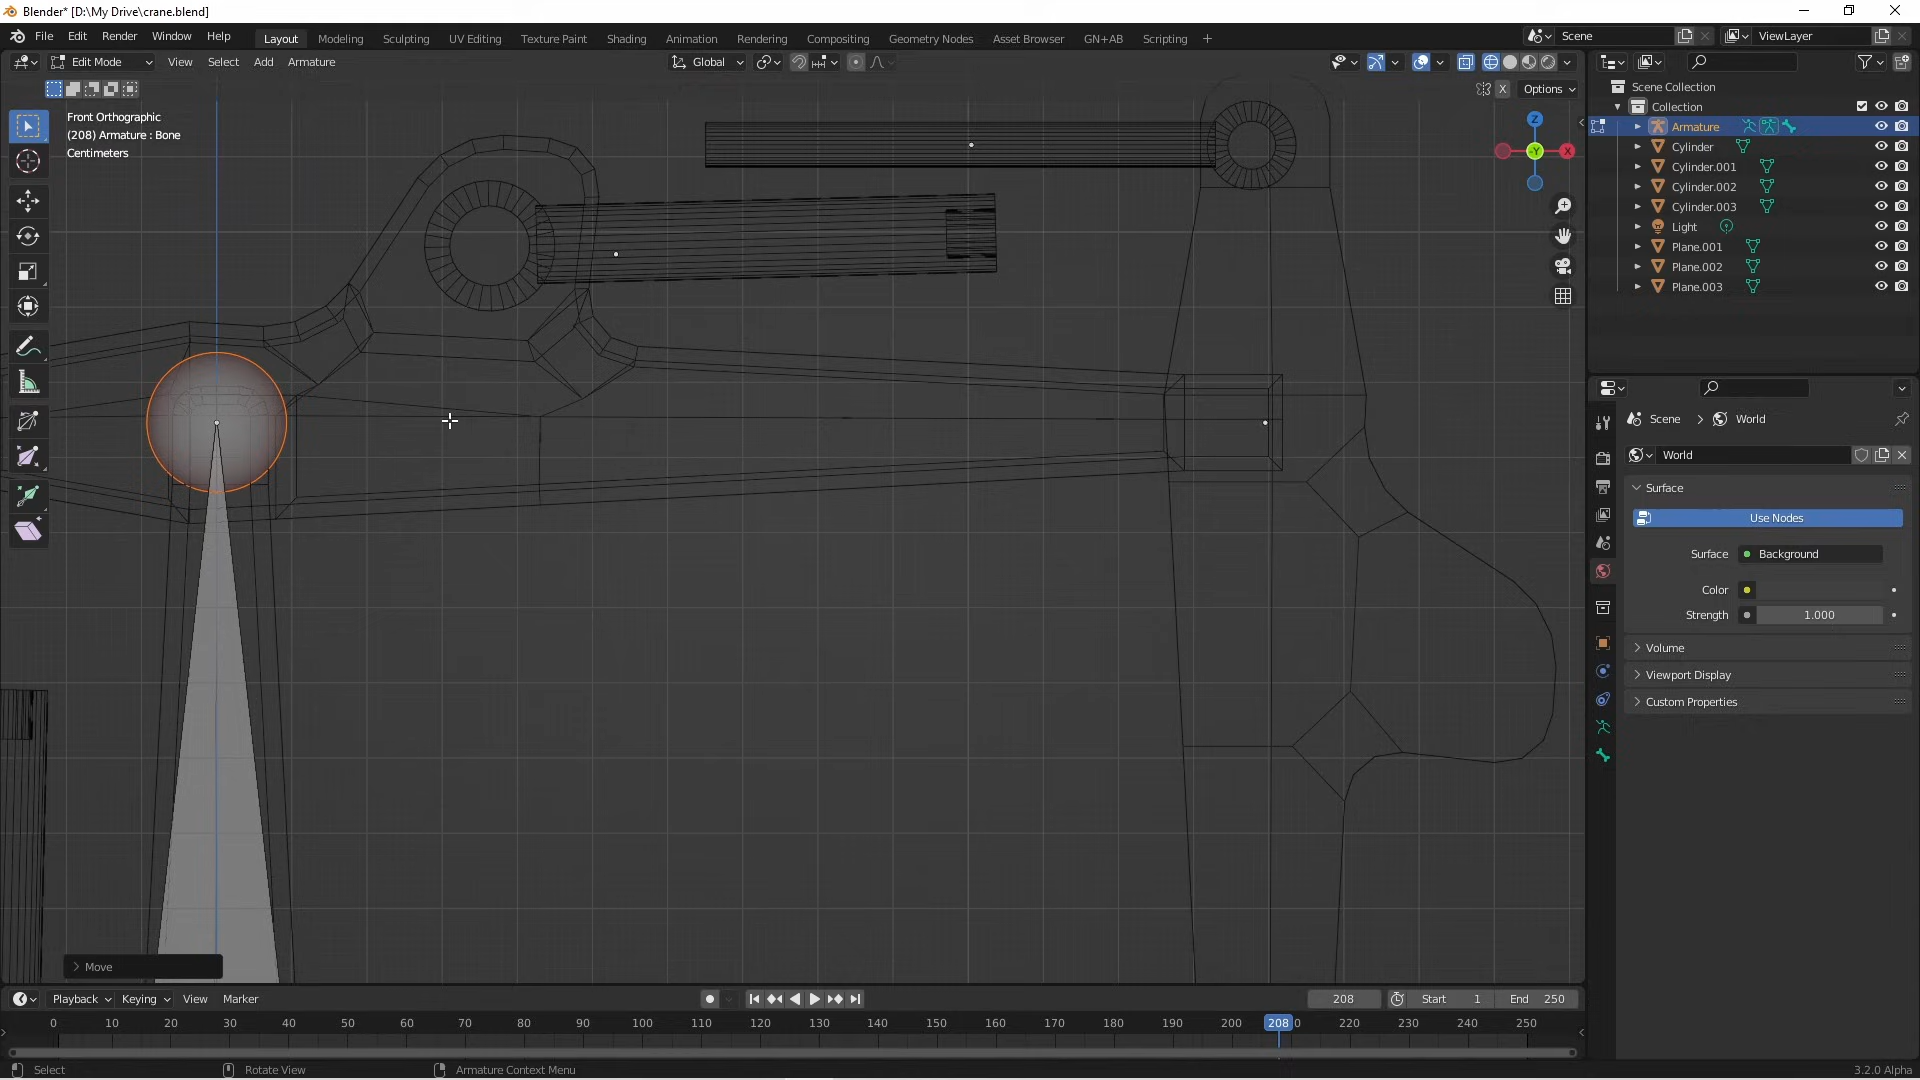 Blender* [D:\My Drive\crane.blend]
File Edit Render Window Help Layout Modeling Sculpting UV Editing Texture Paint Shading Animation Rendering Compositing Geometry Nodes Asset Browser GN+AB Scripting + Scene ViewLayer
Edit Mode View Select Add Armature Global
X Options
Front Orthographic
(208) Armature : Bone
Centimeters
Z
-Y
X
Scene Collection
Collection
Armature
Cylinder
Cylinder.001
Cylinder.002
Cylinder.003
Light
Plane.001
Plane.002
Plane.003
Scene > World
World
Surface
Use Nodes
Surface Background
Color
Strength 1.000
Volume
Viewport Display
Custom Properties
> Move
Playback Keying View Marker 208 Start 1 End 250
0 10 20 30 40 50 60 70 80 90 100 110 120 130 140 150 160 170 180 190 200 208 0 220 230 240 250
Select Rotate View Armature Context Menu 3.2.0 Alpha